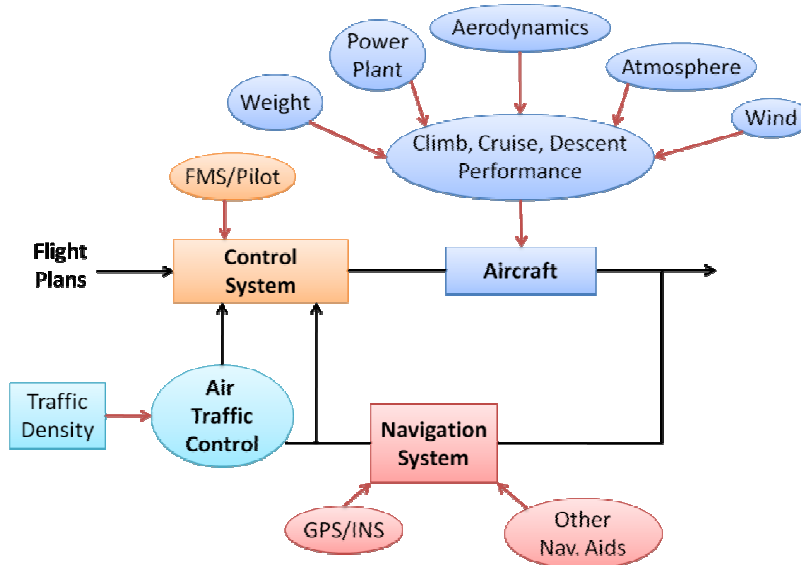 Aerodynamics
Power
Plant
Atmosphere
Weight
Wind
Climb, Cruise, Descent
Performance
FMS/Pilot
Flight
Plans
Control
System
Aircraft
Traffic
Density
Air
Traffic
Control
Navigation
System
GPS/INS
Other
Nav. Aids